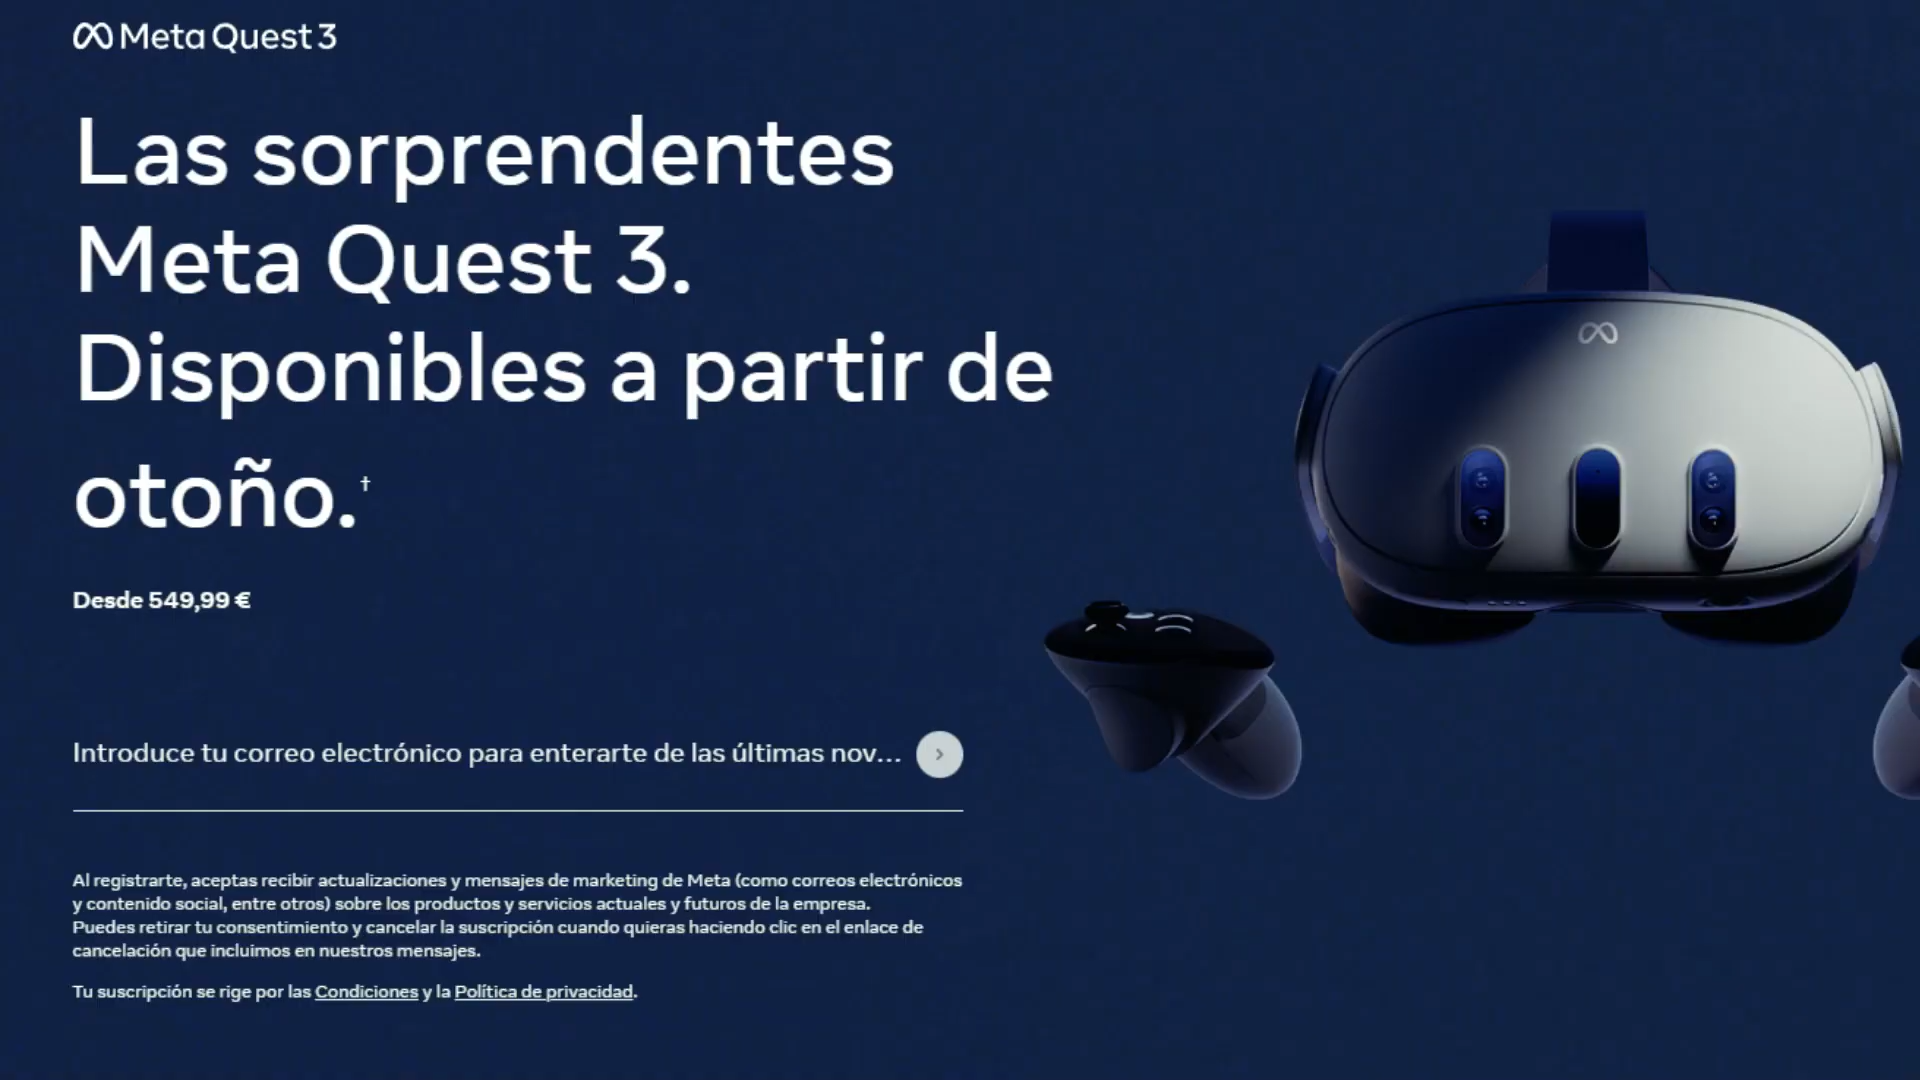 Meta Quest 3
Las sorprendentes
Meta Quest 3.
Disponibles a partir de
otoño.†
Desde 549,99 €
Introduce tu correo electrónico para enterarte de las últimas nov...
Al registrarte, aceptas recibir actualizaciones y mensajes de marketing de Meta (como correos electrónicos
y contenido social, entre otros) sobre los productos y servicios actuales y futuros de la empresa.
Puedes retirar tu consentimiento y cancelar la suscripción cuando quieras haciendo clic en el enlace de
cancelación que incluimos en nuestros mensajes.
Tu suscripción se rige por las Condiciones y la Política de privacidad.